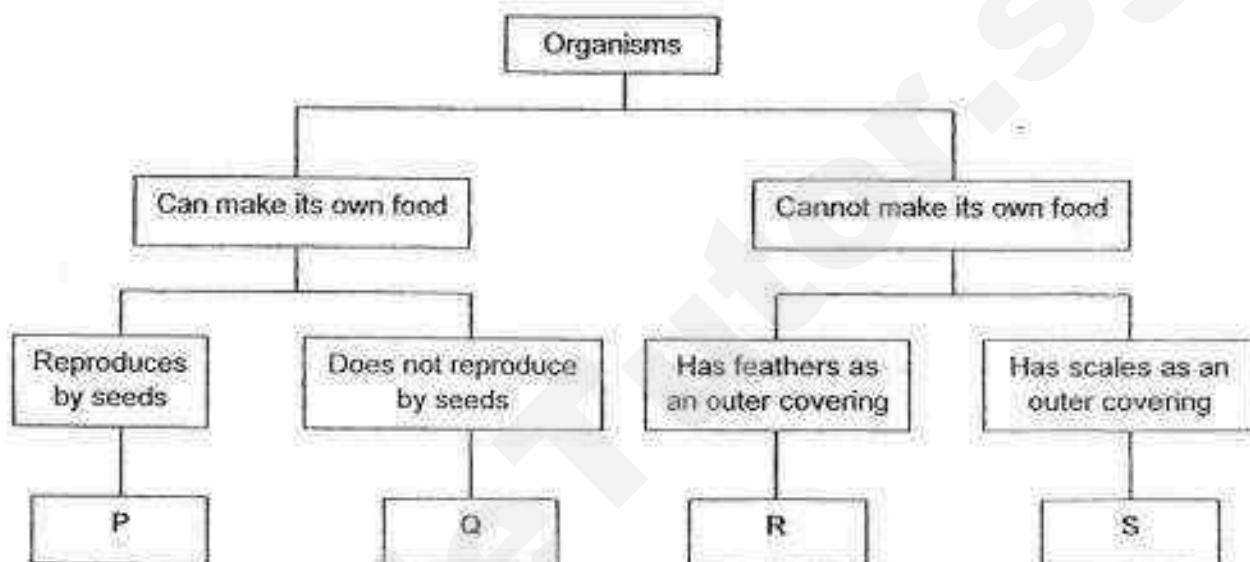 Organisms
Can make its own food
Cannot make its own food
Reproduces
by seeds
Does not reproduce
by seeds
Has feathers as
an outer covering
Has scales as an
outer covering
P
Q
R
S